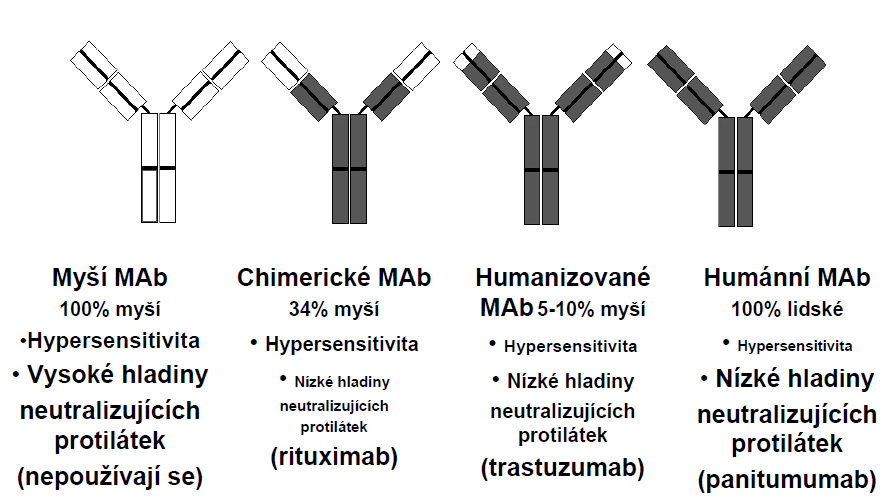 Myší MAb
100% myší
•Hypersensitivita
• Vysoké hladiny
neutralizujících
protilátek
(nepoužívají se)
Chimerické MAb
34% myší
• Hypersensitivita
• Nízké hladiny
neutralizujících
protilátek
(rituximab)
Humanizované
MAb 5-10% myší
• Hypersensitivita
• Nízké hladiny
neutralizujících
protilátek
(trastuzumab)
Humánní MAb
100% lidské
• Hypersensitivita
• Nízké hladiny
neutralizujících
protilátek
(panitumumab)